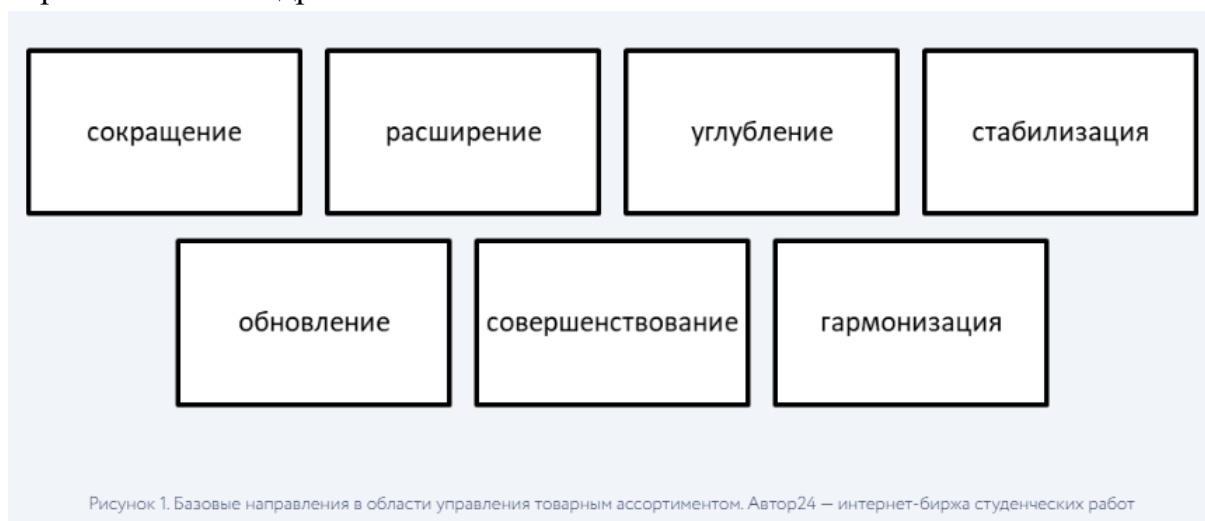 сокращение расширение углубление стабилизация
обновление совершенствование гармонизация
Рисунок 1. Базовые направления в области управления товарным ассортиментом. Автор24 — интернет-биржа студенческих работ